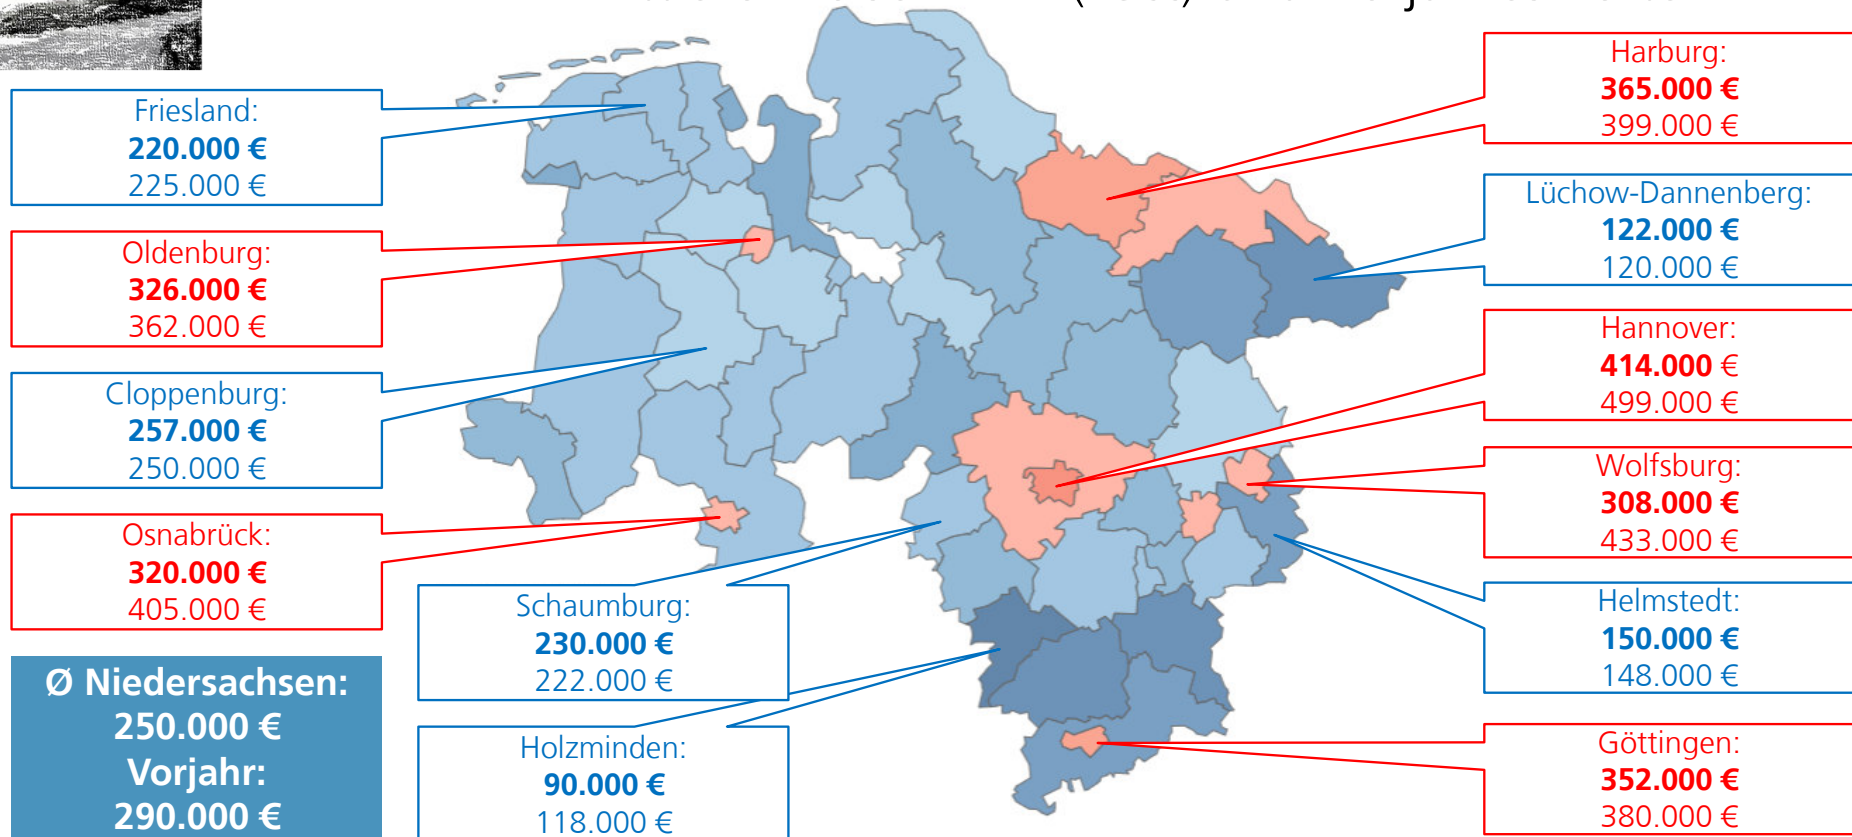 Friesland:
220.000 €
225.000 €
Oldenburg:
326.000 €
362.000 €
Cloppenburg:
257.000 €
250.000 €
Osnabrück:
320.000 €
405.000 €
Ø Niedersachsen:
250.000 €
Vorjahr:
290.000 €
Schaumburg:
230.000 €
222.000 €
Holzminden:
90.000 €
118.000 €
Harburg:
365.000 €
399.000 €
Lüchow-Dannenberg:
122.000 €
120.000 €
Hannover:
414.000 €
499.000 €
Wolfsburg:
308.000 €
433.000 €
Helmstedt:
150.000 €
148.000 €
Göttingen:
352.000 €
380.000 €